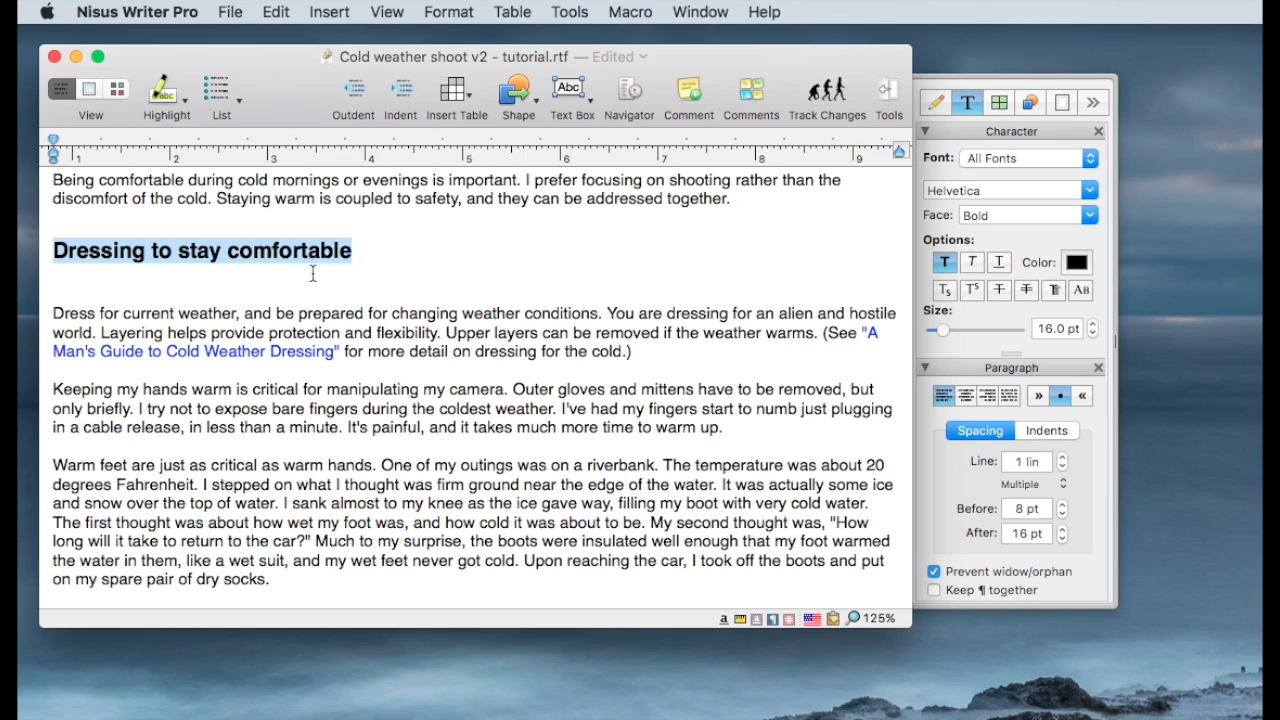 Nisus Writer Pro File Edit Insert View Format Table Tools Macro Window Help
Cold weather shoot v2 - tutorial.rtf — Edited
View Highlight List Outdent Indent Insert Table Shape Text Box Navigator Comment Comments Track Changes Tools
1 2 3 4 5 6 7 8 9
Being comfortable during cold mornings or evenings is important. I prefer focusing on shooting rather than the
discomfort of the cold. Staying warm is coupled to safety, and they can be addressed together.
Dressing to stay comfortable
Dress for current weather, and be prepared for changing weather conditions. You are dressing for an alien and hostile
world. Layering helps provide protection and flexibility. Upper layers can be removed if the weather warms. (See "A
Man's Guide to Cold Weather Dressing" for more detail on dressing for the cold.)
Keeping my hands warm is critical for manipulating my camera. Outer gloves and mittens have to be removed, but
only briefly. I try not to expose bare fingers during the coldest weather. I've had my fingers start to numb just plugging
in a cable release, in less than a minute. It's painful, and it takes much more time to warm up.
Warm feet are just as critical as warm hands. One of my outings was on a riverbank. The temperature was about 20
degrees Fahrenheit. I stepped on what I thought was firm ground near the edge of the water. It was actually some ice
and snow over the top of water. I sank almost to my knee as the ice gave way, filling my boot with very cold water.
The first thought was about how wet my foot was, and how cold it was about to be. My second thought was, "How
long will it take to return to the car?" Much to my surprise, the boots were insulated well enough that my foot warmed
the water in them, like a wet suit, and my wet feet never got cold. Upon reaching the car, I took off the boots and put
on my spare pair of dry socks.
125%
Character
Font: All Fonts
Helvetica
Face: Bold
Options:
T T T Color:
Ts Ts T T T AB
Size:
16.0 pt
Paragraph
Spacing Indents
Line: 1 lin
Multiple
Before: 8 pt
After: 16 pt
Prevent widow/orphan
Keep ¶ together